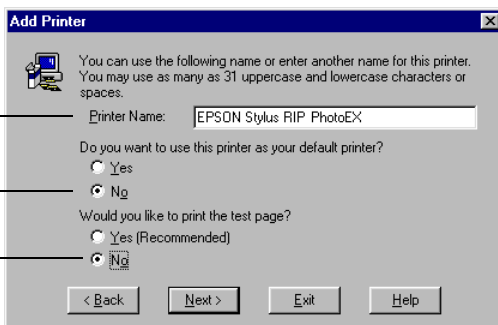 Add Printer
You can use the following name or enter another name for this printer.
You may use as many as 31 uppercase and lowercase characters or
spaces.
Printer Name: EPSON Stylus RIP PhotoEX
Do you want to use this printer as your default printer?
Yes
No
Would you like to print the test page?
Yes (Recommended)
No
< Back Next > Exit Help